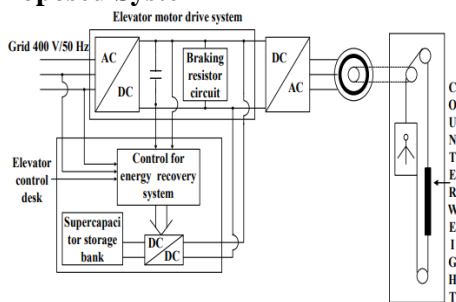 Elevator motor drive system
Grid 400 V/50 Hz
AC
DC
Braking
resistor
circuit
DC
AC
Elevator
control
desk
Control for
energy recovery
system
Supercapaci
tor storage
bank
DC
DC
C
O
U
N
T
E
R
W
E
I
G
H
T